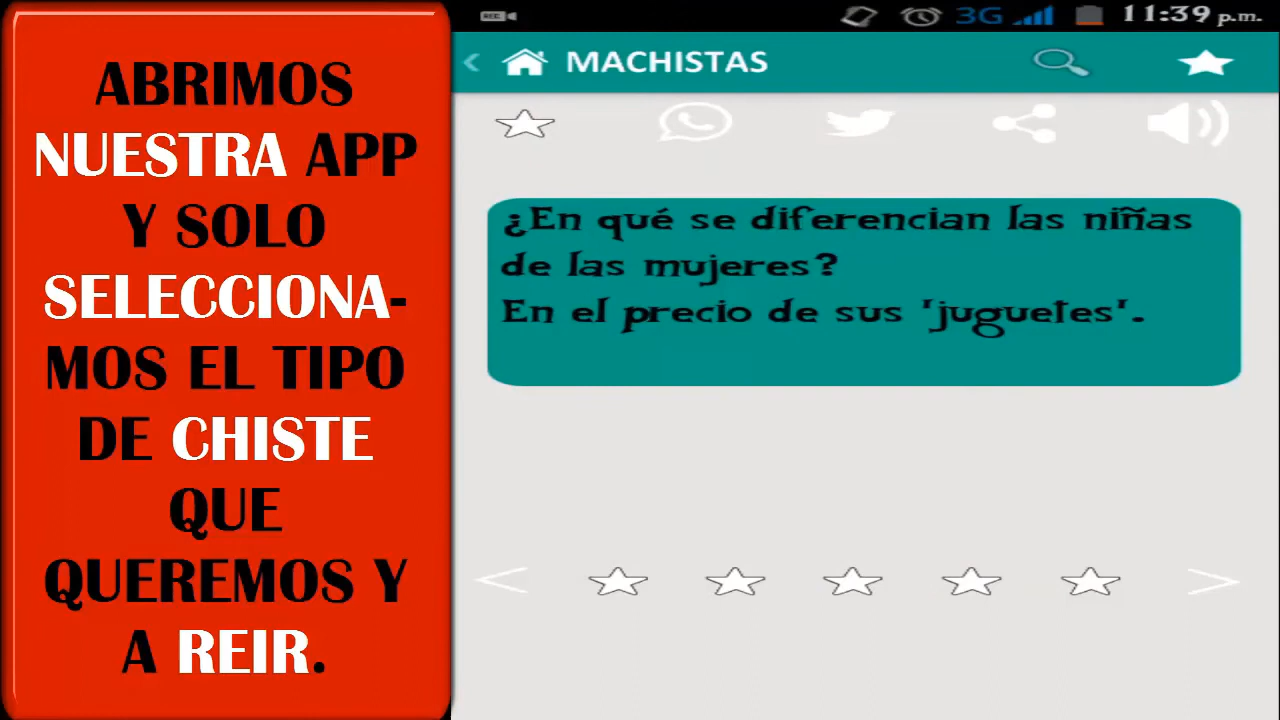 ABRIMOS
NUESTRA APP
Y SOLO
SELECCIONA-
MOS EL TIPO
DE CHISTE
QUE
QUEREMOS Y
A REIR.
REC
3G
11:39 p.m.
MACHISTAS
¿En qué se diferencian las niñas
de las mujeres?
En el precio de sus 'juguetes'.